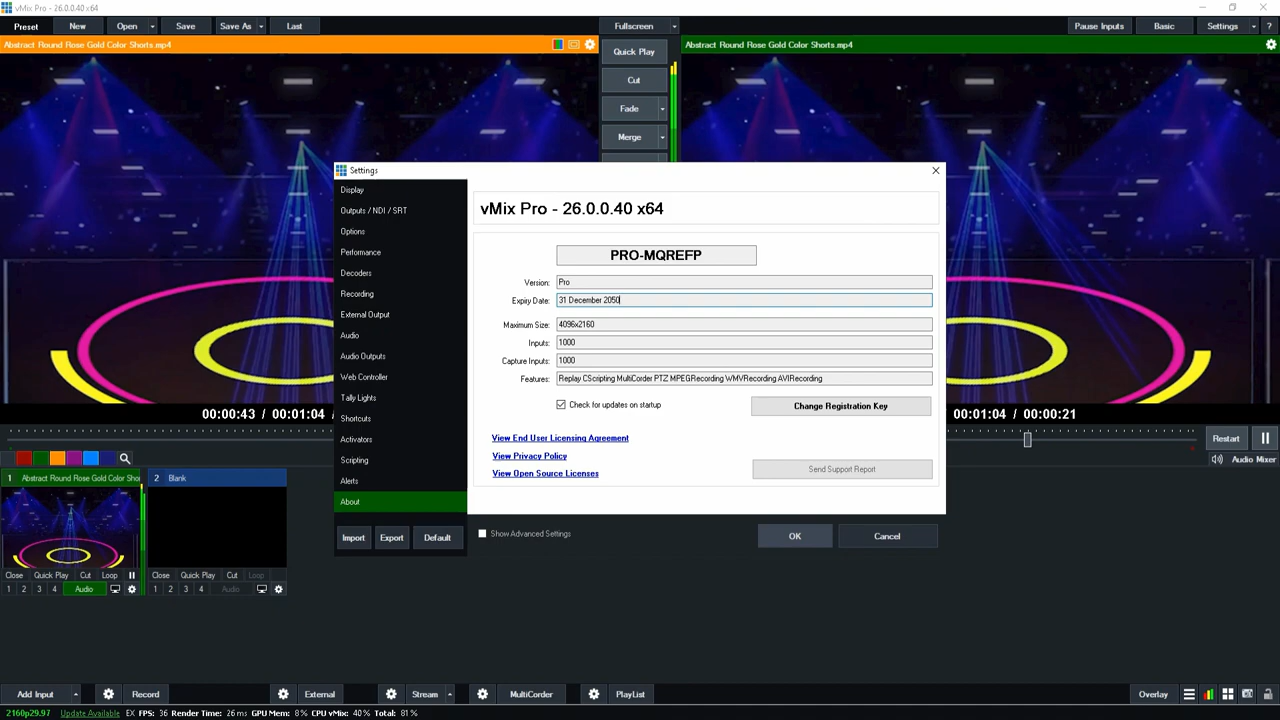 vMix Pro - 26.0.0.40 x64
Preset New Open Save Save As Last Fullscreen Pause Inputs Basic Settings ?
Abstract Round Rose Gold Color Shorts.mp4
Abstract Round Rose Gold Color Shorts.mp4
Quick Play
Cut
Fade
Merge
Settings
Display
Outputs / NDI / SRT
Options
Performance
Decoders
Recording
External Output
Audio
Audio Outputs
Web Controller
Tally Lights
Shortcuts
Activators
Scripting
Alerts
About
Import Export Default
vMix Pro - 26.0.0.40 x64
PRO-MQREFP
Version: Pro
Expiry Date: 31 December 2050
Maximum Size: 4096x2160
Inputs: 1000
Capture Inputs: 1000
Features: Replay CScripting MultiCorder PTZ MPEGRecording WMVRecording AVIRecording
Check for updates on startup
Change Registration Key
View End User Licensing Agreement
View Privacy Policy
View Open Source Licenses
Send Support Report
Show Advanced Settings
OK
Cancel
00:00:43 / 00:01:04 /
00:01:04 / 00:00:21
Restart
Audio Mixer
1 Abstract Round Rose Gold Color Sho
2 Blank
Close Quick Play Cut Loop
Close Quick Play Cut Loop
1 2 3 4 Audio
1 2 3 4 Audio
Add Input Record External Stream MultiCorder PlayList Overlay
2160p29.97 Update Available EX FPS: 36 Render Time: 26 ms GPU Mem: 8 % CPU vMix: 40 % Total: 81 %